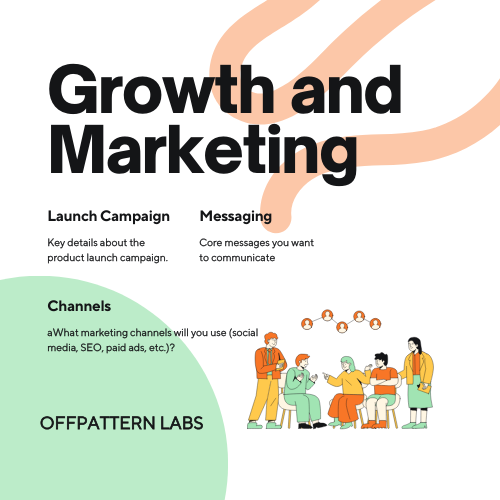 Growth and
Marketing
Launch Campaign
Key details about the
product launch campaign.
Messaging
Core messages you want
to communicate
Channels
aWhat marketing channels will you use (social
media, SEO, paid ads, etc.)?
OFFPATTERN LABS